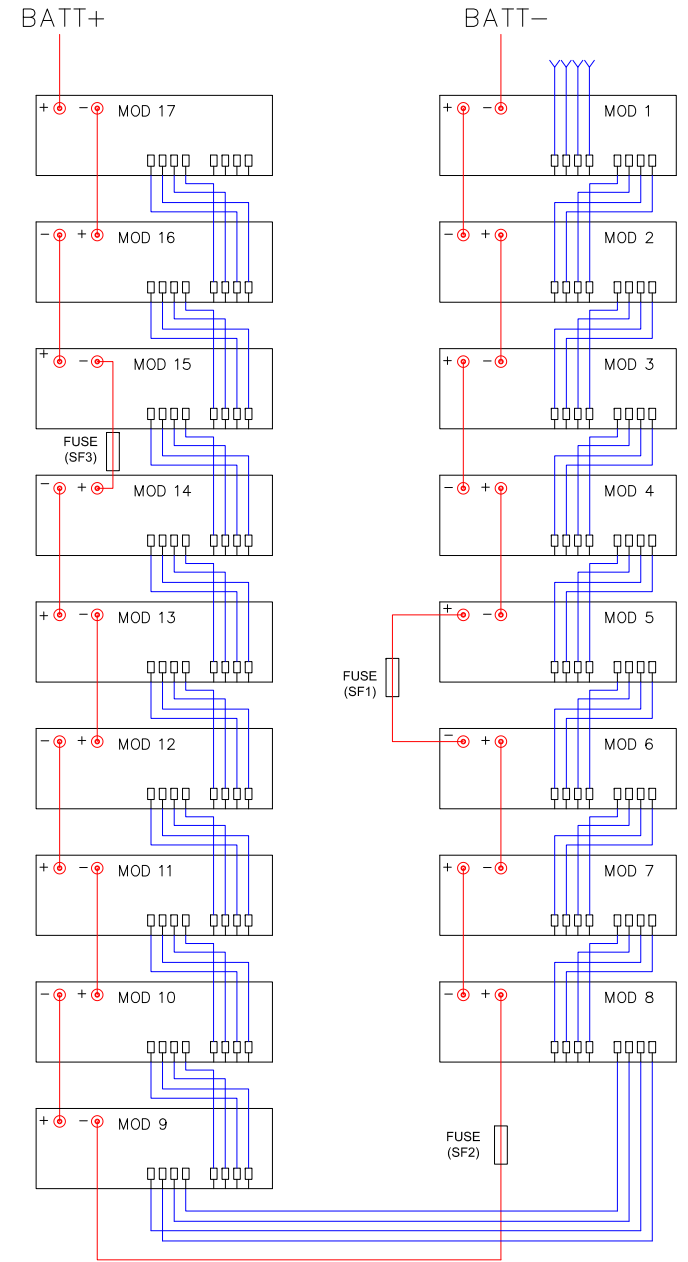 BATT+
BATT−
+ − MOD 17
+ − MOD 1
− + MOD 16
− + MOD 2
+ − MOD 15
+ − MOD 3
FUSE
(SF3)
− + MOD 14
− + MOD 4
+ − MOD 13
+ − MOD 5
FUSE
(SF1)
− + MOD 12
− + MOD 6
+ − MOD 11
+ − MOD 7
− + MOD 10
− + MOD 8
+ − MOD 9
FUSE
(SF2)